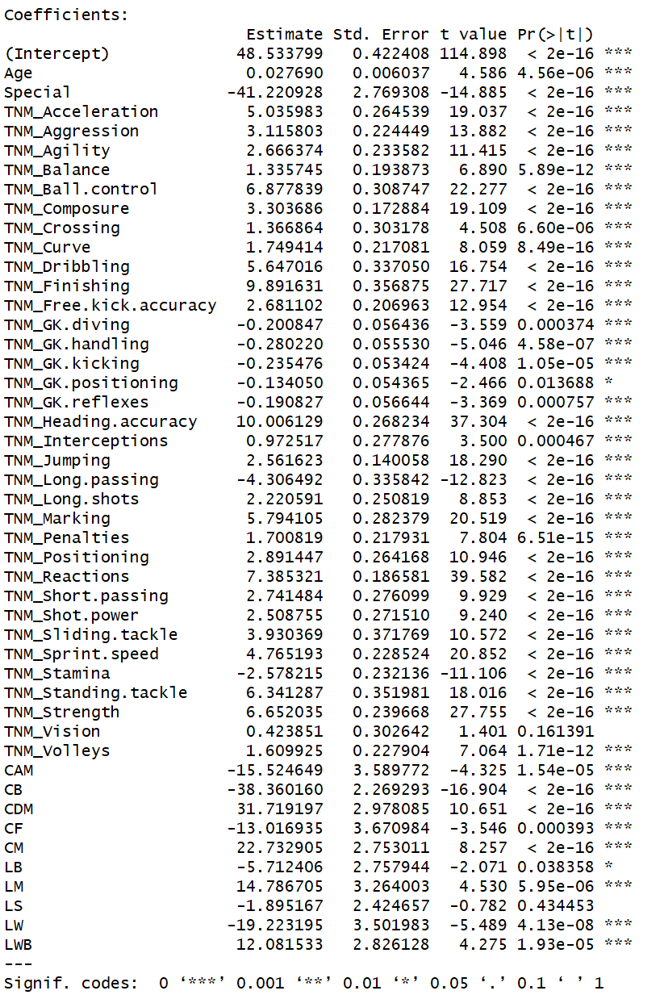 Coefficients:
                         Estimate Std. Error t value Pr(>|t|)
(Intercept)             48.533799   0.422408 114.898  < 2e-16 ***
Age                      0.027690   0.006037   4.586 4.56e-06 ***
Special                -41.220928   2.769308 -14.885  < 2e-16 ***
TNM_Acceleration         5.035983   0.264539  19.037  < 2e-16 ***
TNM_Aggression           3.115803   0.224449  13.882  < 2e-16 ***
TNM_Agility              2.666374   0.233582  11.415  < 2e-16 ***
TNM_Balance              1.335745   0.193873   6.890 5.89e-12 ***
TNM_Ball.control         6.877839   0.308747  22.277  < 2e-16 ***
TNM_Composure            3.303686   0.172884  19.109  < 2e-16 ***
TNM_Crossing             1.366864   0.303178   4.508 6.60e-06 ***
TNM_Curve                1.749414   0.217081   8.059 8.49e-16 ***
TNM_Dribbling            5.647016   0.337050  16.754  < 2e-16 ***
TNM_Finishing            9.891631   0.356875  27.717  < 2e-16 ***
TNM_Free.kick.accuracy   2.681102   0.206963  12.954  < 2e-16 ***
TNM_GK.diving           -0.200847   0.056436  -3.559 0.000374 ***
TNM_GK.handling         -0.280220   0.055530  -5.046 4.58e-07 ***
TNM_GK.kicking          -0.235476   0.053424  -4.408 1.05e-05 ***
TNM_GK.positioning      -0.134050   0.054365  -2.466 0.013688 *
TNM_GK.reflexes         -0.190827   0.056644  -3.369 0.000757 ***
TNM_Heading.accuracy    10.006129   0.268234  37.304  < 2e-16 ***
TNM_Interceptions        0.972517   0.277876   3.500 0.000467 ***
TNM_Jumping              2.561623   0.140058  18.290  < 2e-16 ***
TNM_Long.passing        -4.306492   0.335842 -12.823  < 2e-16 ***
TNM_Long.shots           2.220591   0.250819   8.853  < 2e-16 ***
TNM_Marking              5.794105   0.282379  20.519  < 2e-16 ***
TNM_Penalties            1.700819   0.217931   7.804 6.51e-15 ***
TNM_Positioning          2.891447   0.264168  10.946  < 2e-16 ***
TNM_Reactions            7.385321   0.186581  39.582  < 2e-16 ***
TNM_Short.passing        2.741484   0.276099   9.929  < 2e-16 ***
TNM_Shot.power           2.508755   0.271510   9.240  < 2e-16 ***
TNM_Sliding.tackle       3.930369   0.371769  10.572  < 2e-16 ***
TNM_Sprint.speed         4.765193   0.228524  20.852  < 2e-16 ***
TNM_Stamina             -2.578215   0.232136 -11.106  < 2e-16 ***
TNM_Standing.tackle      6.341287   0.351981  18.016  < 2e-16 ***
TNM_Strength             6.652035   0.239668  27.755  < 2e-16 ***
TNM_Vision               0.423851   0.302642   1.401 0.161391
TNM_Volleys              1.609925   0.227904   7.064 1.71e-12 ***
CAM                    -15.524649   3.589772  -4.325 1.54e-05 ***
CB                     -38.360160   2.269293 -16.904  < 2e-16 ***
CDM                     31.719197   2.978085  10.651  < 2e-16 ***
CF                     -13.016935   3.670984  -3.546 0.000393 ***
CM                      22.732905   2.753011   8.257  < 2e-16 ***
LB                      -5.712406   2.757944  -2.071 0.038358 *
LM                      14.786705   3.264003   4.530 5.95e-06 ***
LS                      -1.895167   2.424657  -0.782 0.434453
LW                     -19.223195   3.501983  -5.489 4.13e-08 ***
LWB                     12.081533   2.826128   4.275 1.93e-05 ***
---
Signif. codes:  0 ‘***’ 0.001 ‘**’ 0.01 ‘*’ 0.05 ‘.’ 0.1 ‘ ’ 1